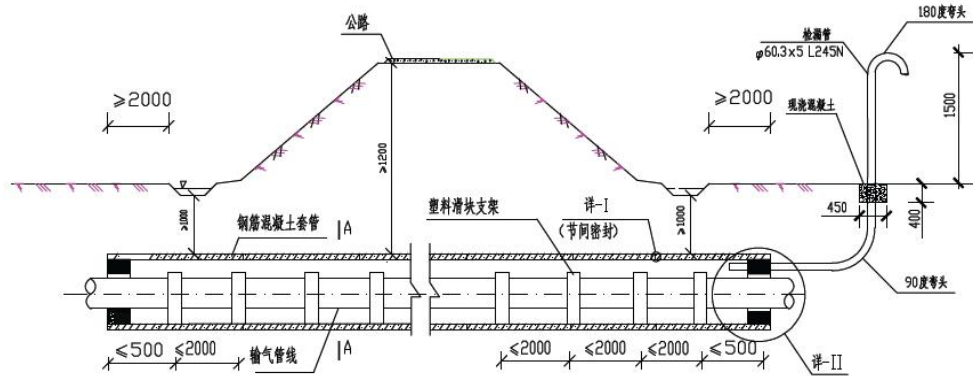 180度弯头
公路
检漏管
φ60.3×5 L245N
≥2000
≥2000
现浇混凝土
1500
≥1200
≥1000
钢筋混凝土套管
A
塑料滑块支架
详-I
(节间密封)
≥1000
450
400
90度弯头
≤500
≤2000
输气管线
A
≤2000
≤2000
≤2000
≤500
详-II